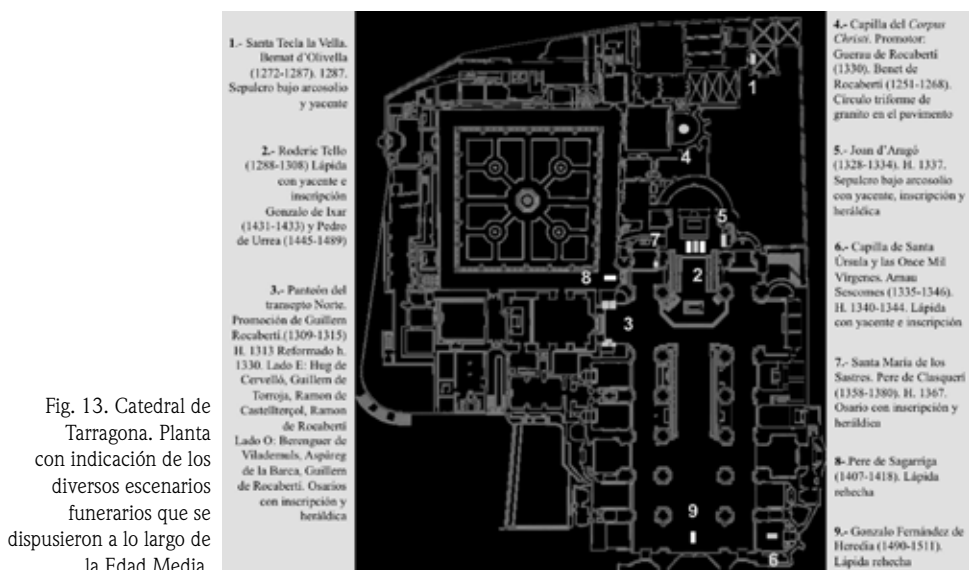 1.- Santa Tecla la Vella.
Bernat d'Olivella
(1272-1287). 1287.
Sepulcro bajo arcosolio
y yacente
2.- Roderic Tello
(1288-1308) Lápida
con yacente e
inscripción
Gonzalo de Ixar
(1431-1433) y Pedro
de Urrea (1445-1489)
3.- Panteón del
transepto Norte.
Promoción de Guillem
Rocabertí.(1309-1315)
H. 1313 Reformado h.
1330. Lado E: Hug de
Cervelló, Guillem de
Torroja, Ramon de
Castellterçol, Ramon
de Rocabertí
Lado O: Berenguer de
Vilademuls, Aspàreg
de la Barca, Guillem
de Rocabertí. Osarios
con inscripción y
heráldica
Fig. 13. Catedral de
Tarragona. Planta
con indicación de los
diversos escenarios
funerarios que se
dispusieron a lo largo de
la Edad Media.
1
4
5
7
2
8
3
9
6
4.- Capilla del Corpus
Christi. Promotor:
Guerau de Rocabertí
(1330). Benet de
Rocabertí (1251-1268).
Círculo triforme de
granito en el pavimento
5.- Joan d'Aragó
(1328-1334). H. 1337.
Sepulcro bajo arcosolio
con yacente, inscripción y
heráldica
6.- Capilla de Santa
Úrsula y las Once Mil
Vírgenes. Arnau
Sescomes (1335-1346).
H. 1340-1344. Lápida
con yacente e inscripción
7.- Santa María de los
Sastres. Pere de Clasquerí
(1358-1380). H. 1367.
Osario con inscripción y
heráldica
8-.Pere de Sagarriga
(1407-1418). Lápida
rehecha
9.- Gonzalo Fernández de
Heredia (1490-1511).
Lápida rehecha